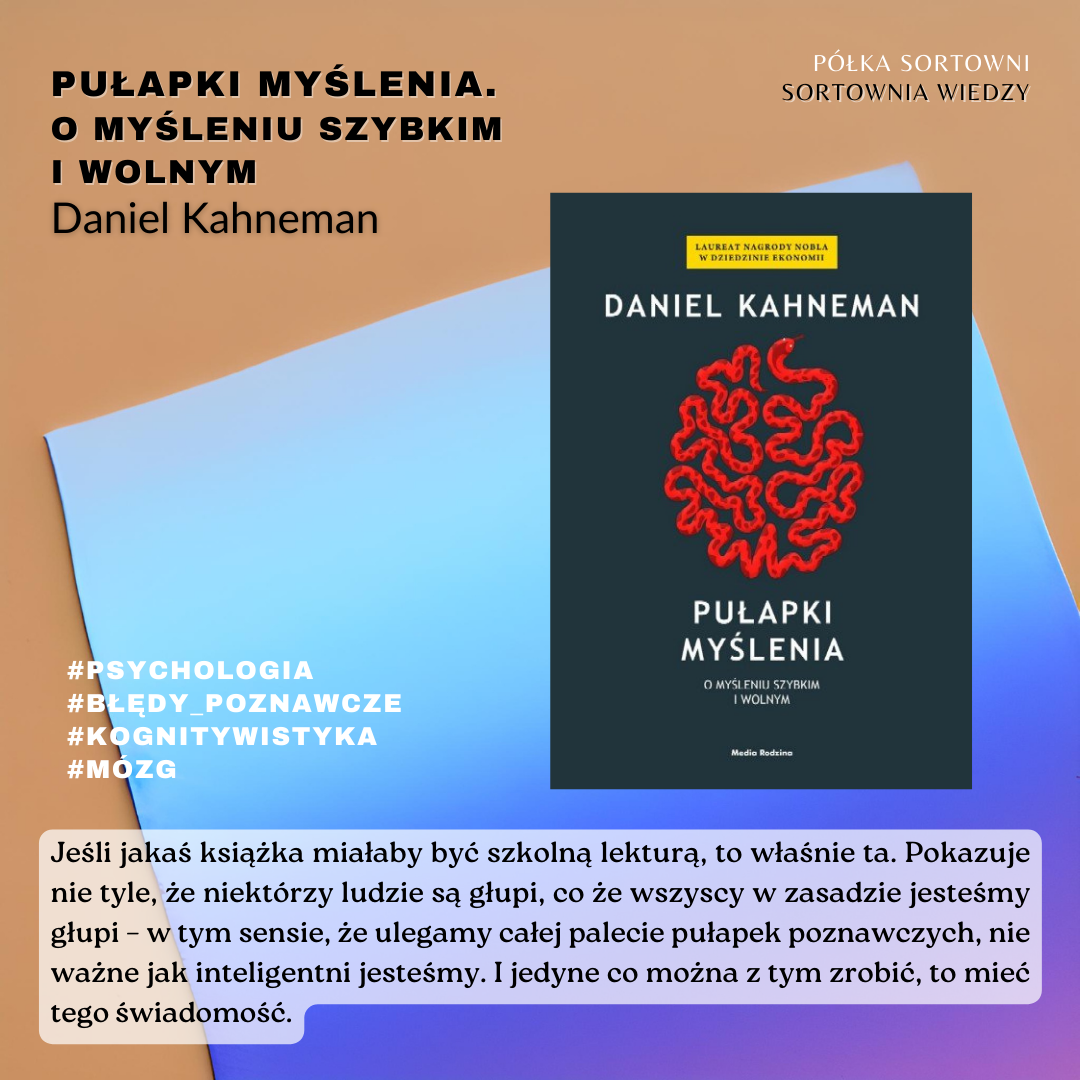 PUŁAPKI MYŚLENIA.
O MYŚLENIU SZYBKIM
I WOLNYM
Daniel Kahneman
PÓŁKA SORTOWNI
SORTOWNIA WIEDZY
LAUREAT NAGRODY NOBLA
W DZIEDZINIE EKONOMII
DANIEL KAHNEMAN
PUŁAPKI
MYŚLENIA
O MYŚLENIU SZYBKIM
I WOLNYM
Media Rodzina
#PSYCHOLOGIA
#BŁĘDY_POZNAWCZE
#KOGNITYWISTYKA
#MÓZG
Jeśli jakaś książka miałaby być szkolną lekturą, to właśnie ta. Pokazuje
nie tyle, że niektórzy ludzie są głupi, co że wszyscy w zasadzie jesteśmy
głupi – w tym sensie, że ulegamy całej palecie pułapek poznawczych, nie
ważne jak inteligentni jesteśmy. I jedyne co można z tym zrobić, to mieć
tego świadomość.